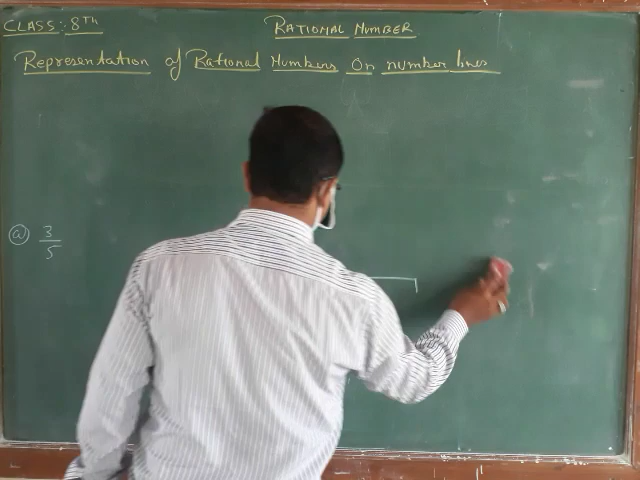 CLASS:- 8TH
RATIONAL NUMBER
Representation of Rational Numbers on number lines
(a) 3/5